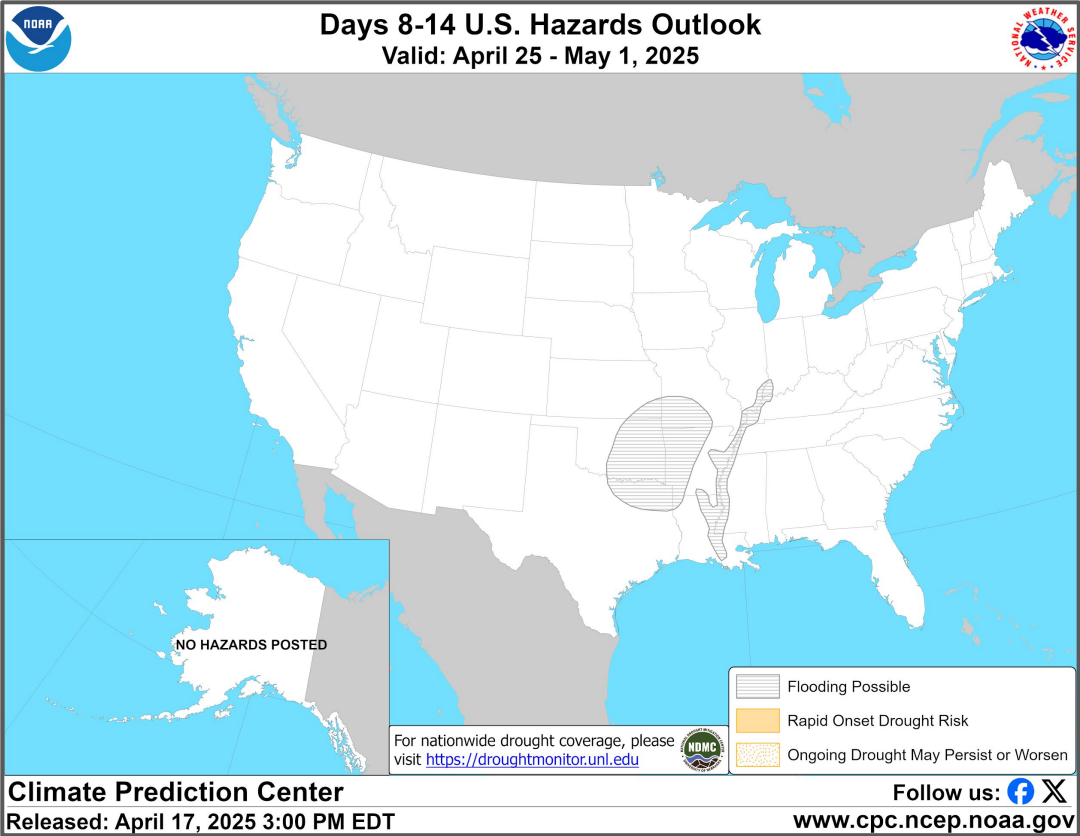 NOAA
Days 8-14 U.S. Hazards Outlook
Valid: April 25 - May 1, 2025
NATIONAL WEATHER SERVICE
NO HAZARDS POSTED
Flooding Possible
Rapid Onset Drought Risk
Ongoing Drought May Persist or Worsen
For nationwide drought coverage, please
visit https://droughtmonitor.unl.edu
NDMC
Climate Prediction Center
Released: April 17, 2025 3:00 PM EDT
Follow us:
www.cpc.ncep.noaa.gov